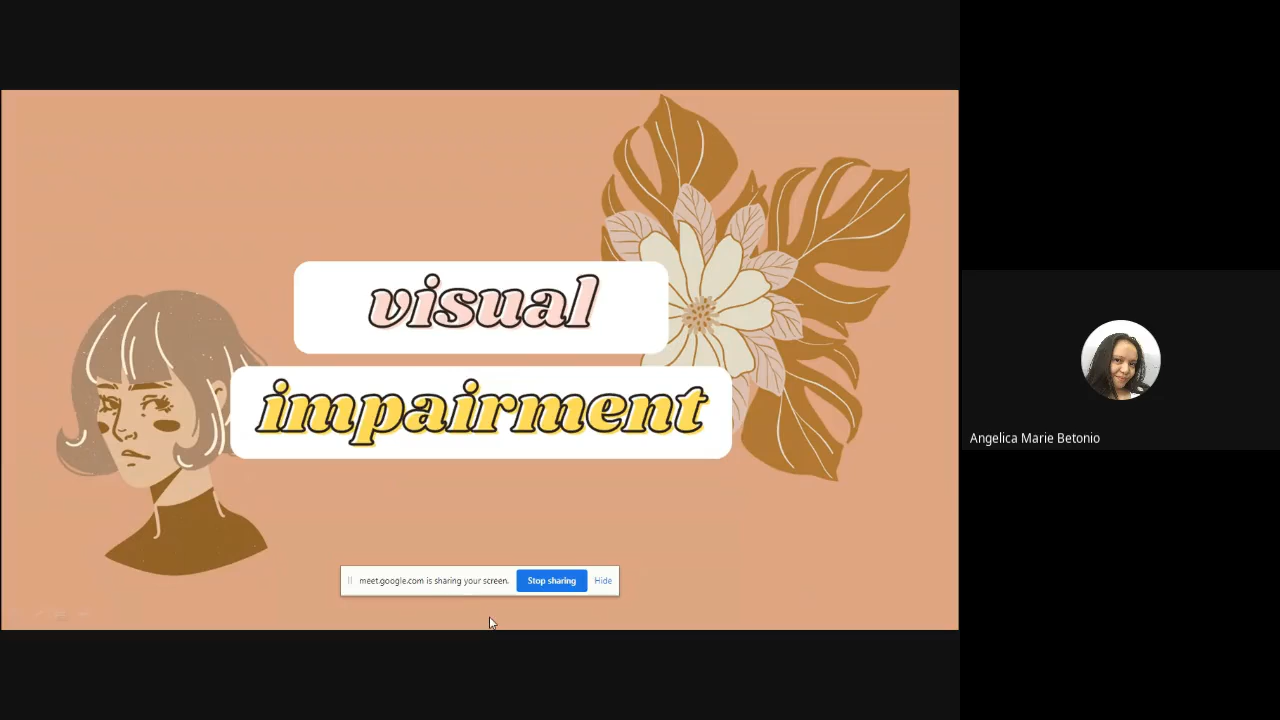 visual
impairment
meet.google.com is sharing your screen.
Stop sharing
Hide
Angelica Marie Betonio